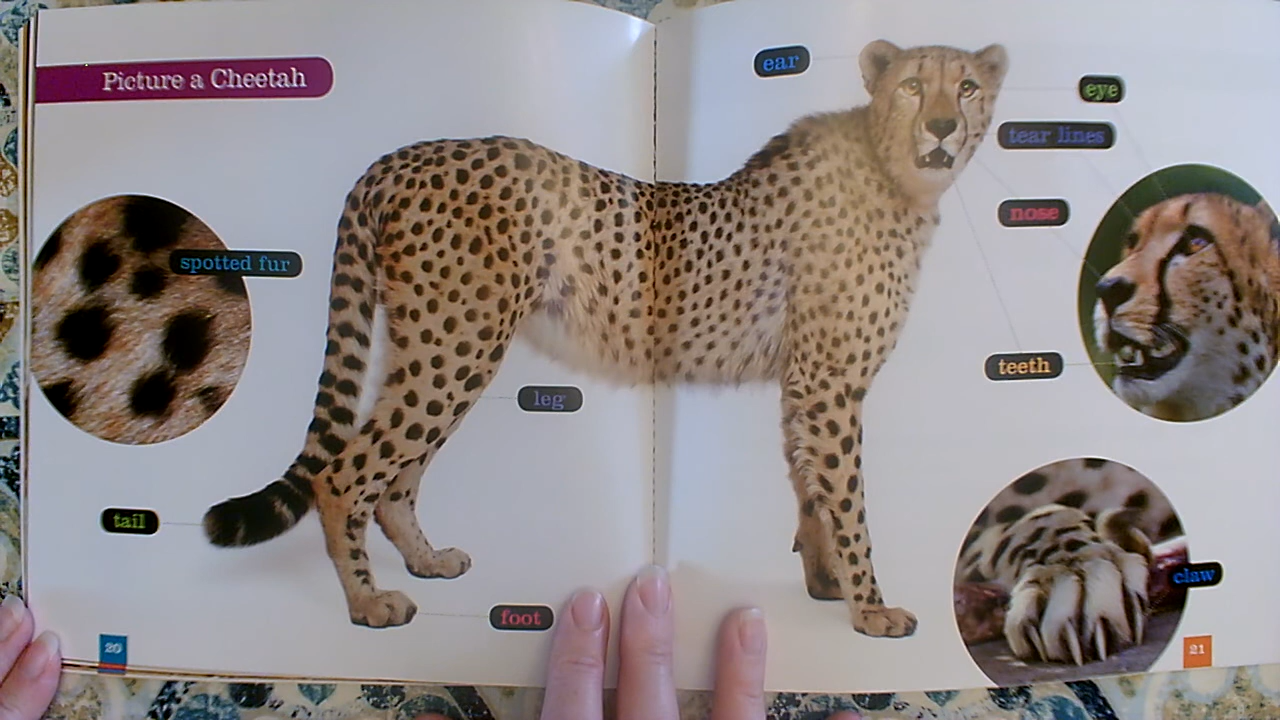 Picture a Cheetah
spotted fur
leg
tail
foot
20
ear
eye
tear lines
nose
teeth
claw
21